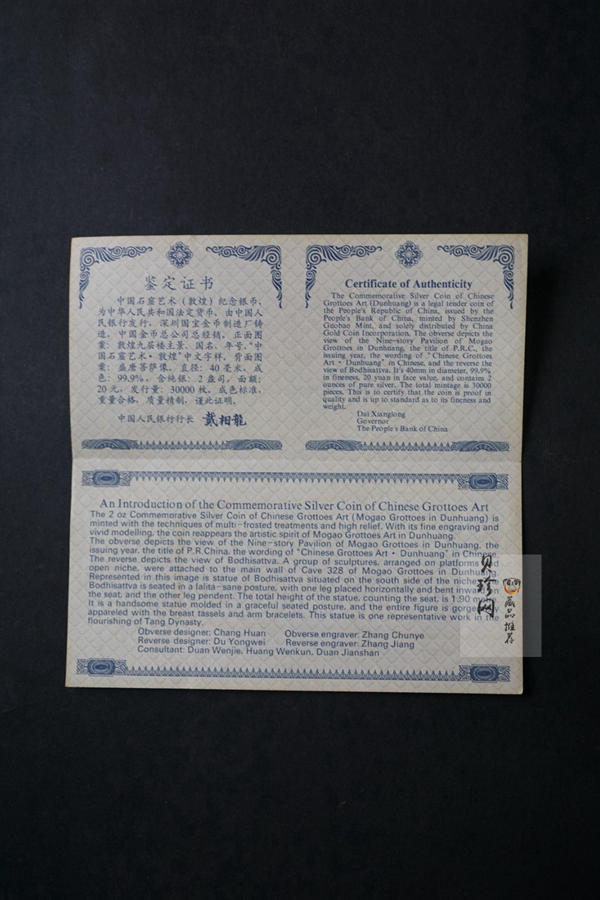 鉴定证书
中国石窟艺术（敦煌）纪念银币，
为中华人民共和国法定货币，由中国人
民银行发行，深圳国宝金币制造厂铸
造，中国金币总公司总经销。正面图
案：敦煌九层楼主景、国名、年号、"中
国石窟艺术·敦煌"中文字样，背面图
案：盛唐菩萨像。直径：40毫米，成
色：99.9%，含纯银：2盎司，面额：
20元，发行量：30000枚，成色标准，
重量合格，质量精制，谨此证明。
中国人民银行行长 戴相龍
Certificate of Authenticity
The Commemorative Silver Coin of Chinese
Grottoes Art (Dunhuang) is a legal tender coin of
the People's Republic of China, issued by the
People's Bank of China, minted by Shenzhen
Guobao Mint, and solely distributed by China
Gold Coin Incorporation. The obverse depicts the
view of the Nine-story Pavilion of Mogao
Grottoes in Dunhuang, the title of P.R.C., the
issuing year, the wording of "Chinese Grottoes
Art·Dunhuang" in Chinese, and the reverse the
view of Bodhisattva. It's 40mm in diameter, 99.9%
in fineness, 20 yuan in face value, and contains 2
ounces of pure silver. The total mintage is 30000
pieces. This is to certify that the coin is proof in
quality and is up to standard as to its fineness and
weight.
Dai Xianglong
Governor
The People's Bank of China
An Introduction of the Commemorative Silver Coin of Chinese Grottoes Art
The 2 oz Commemorative Silver Coin of Chinese Grottoes Art (Mogao Grottoes in Dunhuang) is
minted with the techniques of multi-frosted treatments and high relief. With its fine engraving and
vivid modelling, the coin reappears the artistic spirit of Mogao Grottoes Art in Dunhuang.
The obverse depicts the view of the Nine-story Pavilion of Mogao Grottoes in Dunhuang, the
issuing year, the title of P.R China, the wording of "Chinese Grottoes Art·Dunhuang" in Chinese
The reverse depicts the view of Bodhisattva. A group of sculptures, arranged on platforms and
open niche, were attached to the main wall of Cave 328 of Mogao Grottoes in Dunhuang
Represented in this image is statue of Bodhisattva situated on the south side of the niche.
Bodhisattva is seated in a lalita-sane posture, with one leg placed horizontally and bent inward on
the seat, and the other leg pendent. The total height of the statue, counting the seat, is 1.90
It is a handsome statue molded in a graceful seated posture, and the entire figure is
appareled with the breast tassels and arm bracelets. This statue is one representative work in the
flourishing of Tang Dynasty.
Obverse designer: Chang Huan Obverse engraver: Zhang Chunye
Reverse designer: Du Yongwei Reverse engraver: Zhang Jiang
Consultant: Duan Wenjie, Huang Wenkun, Duan Jianshan
贝珍网
藏品推荐